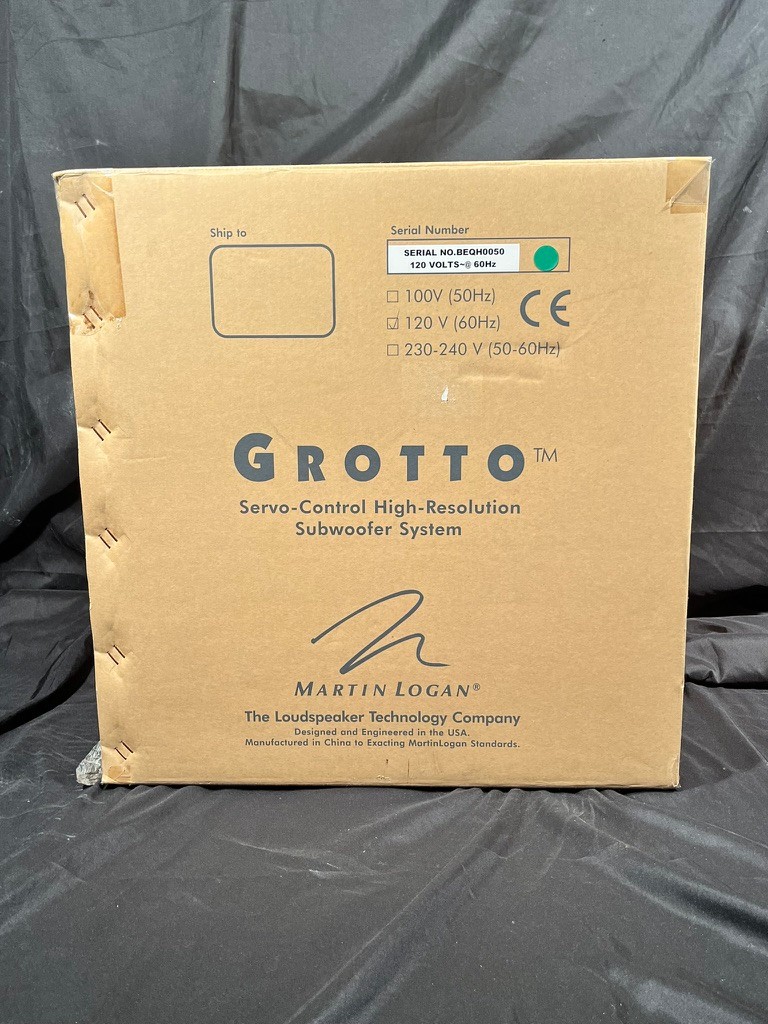 Ship to
Serial Number
SERIAL NO.BEQH0050
120 VOLTS~@ 60Hz
100V (50Hz)
120 V (60Hz)
230-240 V (50-60Hz)
CE
GROTTO™
Servo-Control High-Resolution
Subwoofer System
MARTIN LOGAN®
The Loudspeaker Technology Company
Designed and Engineered in the USA.
Manufactured in China to Exacting MartinLogan Standards.